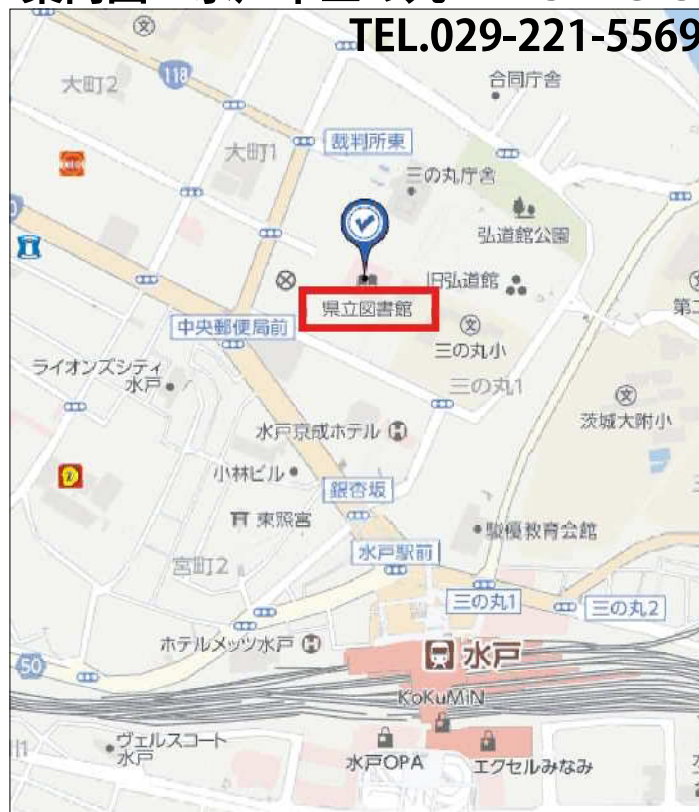 TEL.029-221-5569
大町2
118
合同庁舎
大町1
裁判所東
三の丸庁舎
弘道館公園
旧弘道館
県立図書館
中央郵便局前
三の丸小
ライオンズシティ
水戸
三の丸1
茨城大附小
水戸京成ホテル
小林ビル
銀杏坂
東照宮
駿優教育会館
水戸駅前
宮町2
三の丸1
三の丸2
ホテルメッツ水戸
水戸
50
KoKuMiN
ヴェルスコート
水戸
水戸OPA
エクセルみなみ